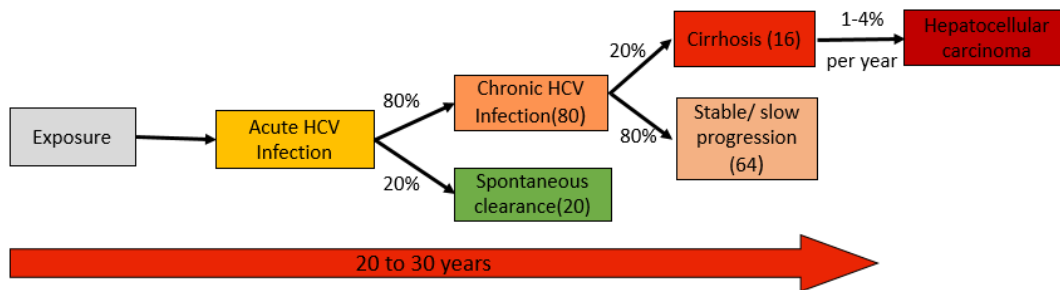 Exposure
Acute HCV
Infection
80%
20%
Chronic HCV
Infection(80)
Spontaneous
clearance(20)
20%
80%
Cirrhosis (16)
Stable/ slow
progression
(64)
1-4%
per year
Hepatocellular
carcinoma
20 to 30 years